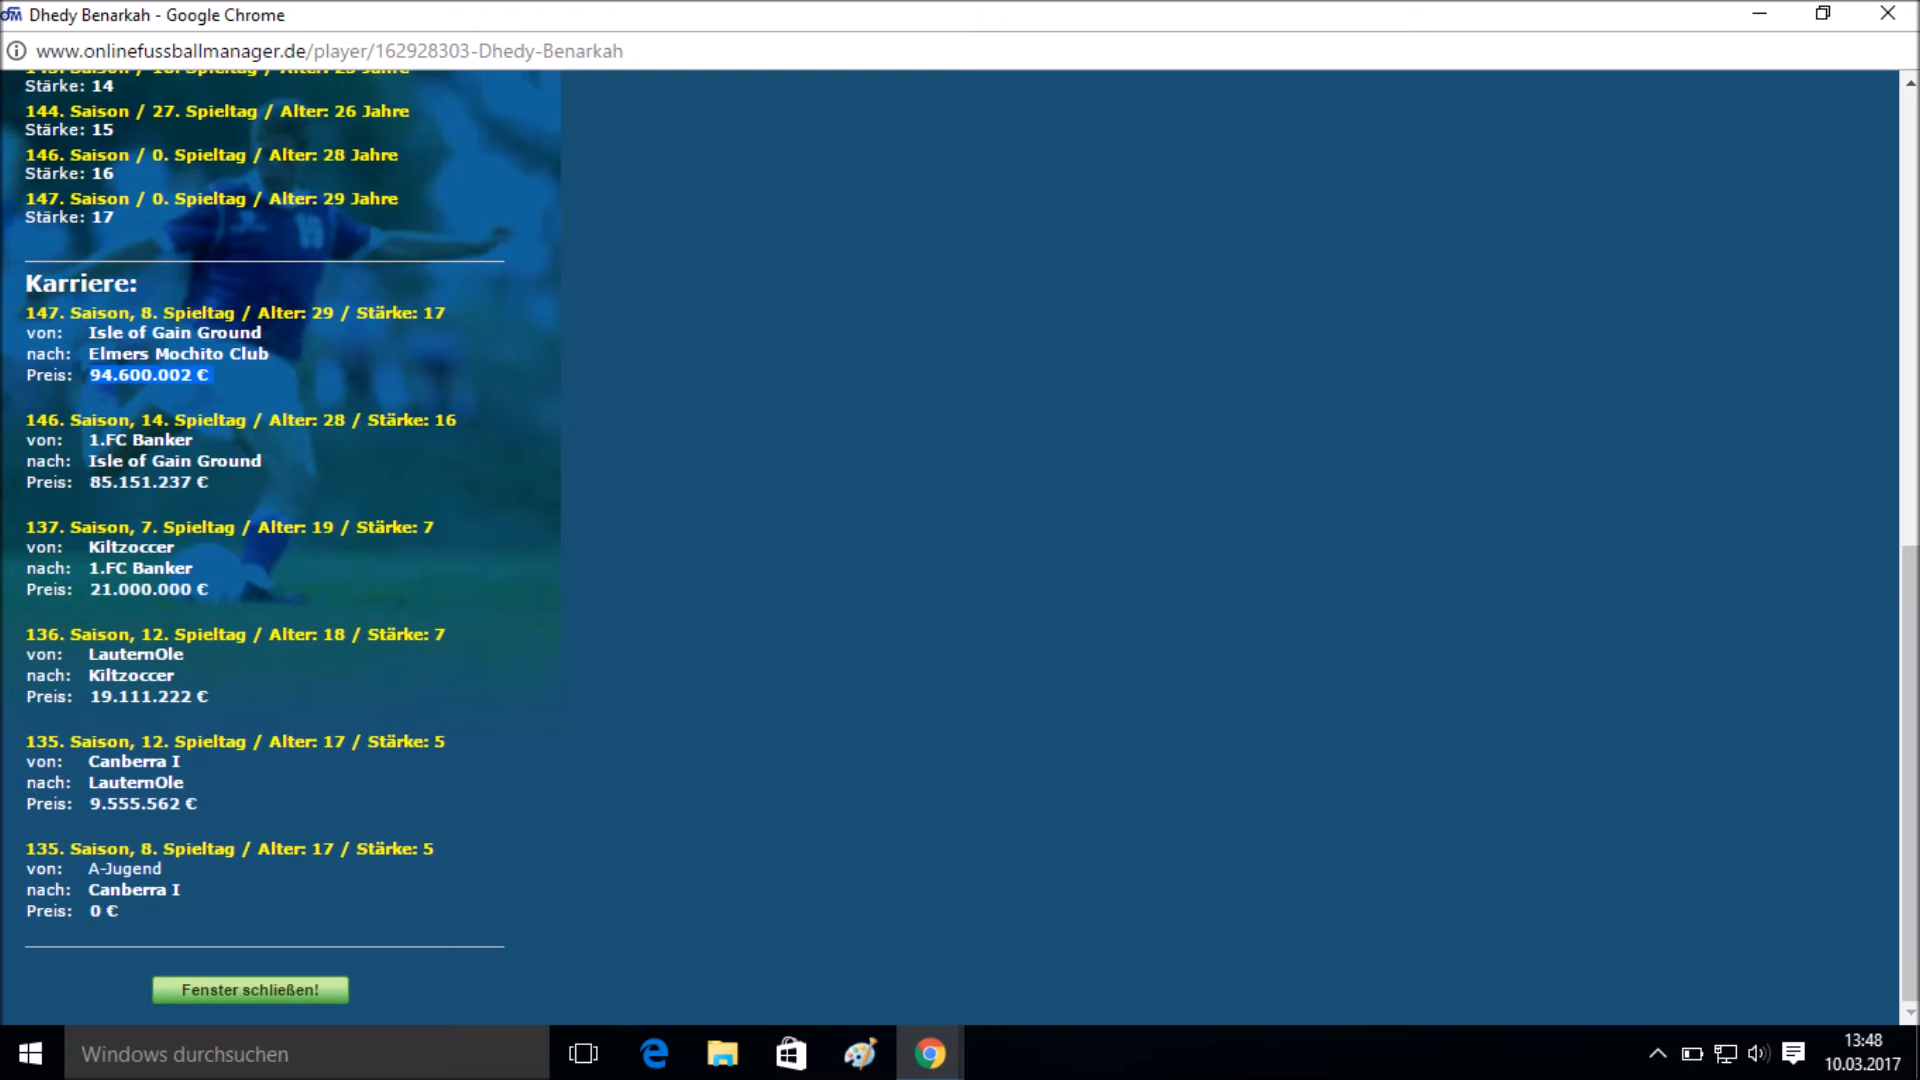 Dhedy Benarkah - Google Chrome
www.onlinefussballmanager.de/player/162928303-Dhedy-Benarkah
Stärke: 14
144. Saison / 27. Spieltag / Alter: 26 Jahre
Stärke: 15
146. Saison / 0. Spieltag / Alter: 28 Jahre
Stärke: 16
147. Saison / 0. Spieltag / Alter: 29 Jahre
Stärke: 17
Karriere:
147. Saison, 8. Spieltag / Alter: 29 / Stärke: 17
von: Isle of Gain Ground
nach: Elmers Mochito Club
Preis: 94.600.002 €
146. Saison, 14. Spieltag / Alter: 28 / Stärke: 16
von: 1.FC Banker
nach: Isle of Gain Ground
Preis: 85.151.237 €
137. Saison, 7. Spieltag / Alter: 19 / Stärke: 7
von: Kiltzoccer
nach: 1.FC Banker
Preis: 21.000.000 €
136. Saison, 12. Spieltag / Alter: 18 / Stärke: 7
von: LauternOle
nach: Kiltzoccer
Preis: 19.111.222 €
135. Saison, 12. Spieltag / Alter: 17 / Stärke: 5
von: Canberra I
nach: LauternOle
Preis: 9.555.562 €
135. Saison, 8. Spieltag / Alter: 17 / Stärke: 5
von: A-Jugend
nach: Canberra I
Preis: 0 €
Fenster schließen!
Windows durchsuchen
13:48
10.03.2017